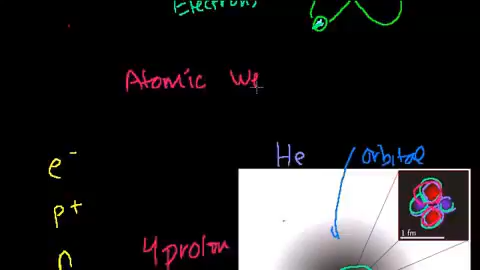 Electrons
Atomic We
He
orbital
e⁻
p⁺
1 fm
4 proton
n